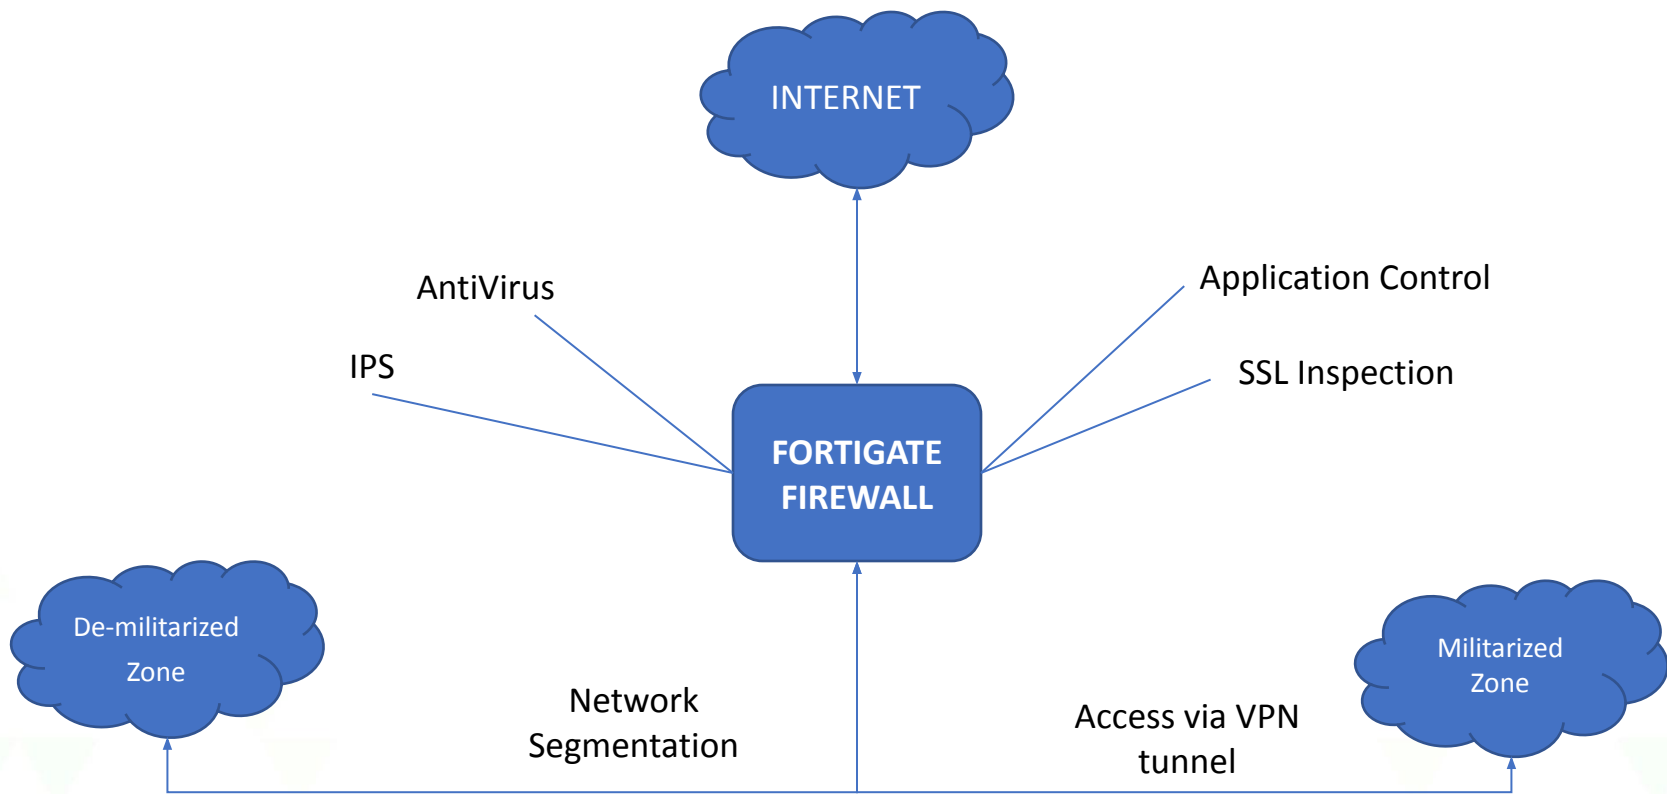 INTERNET
AntiVirus
Application Control
IPS
SSL Inspection
FORTIGATE
FIREWALL
De-militarized
Zone
Militarized
Zone
Network
Segmentation
Access via VPN
tunnel